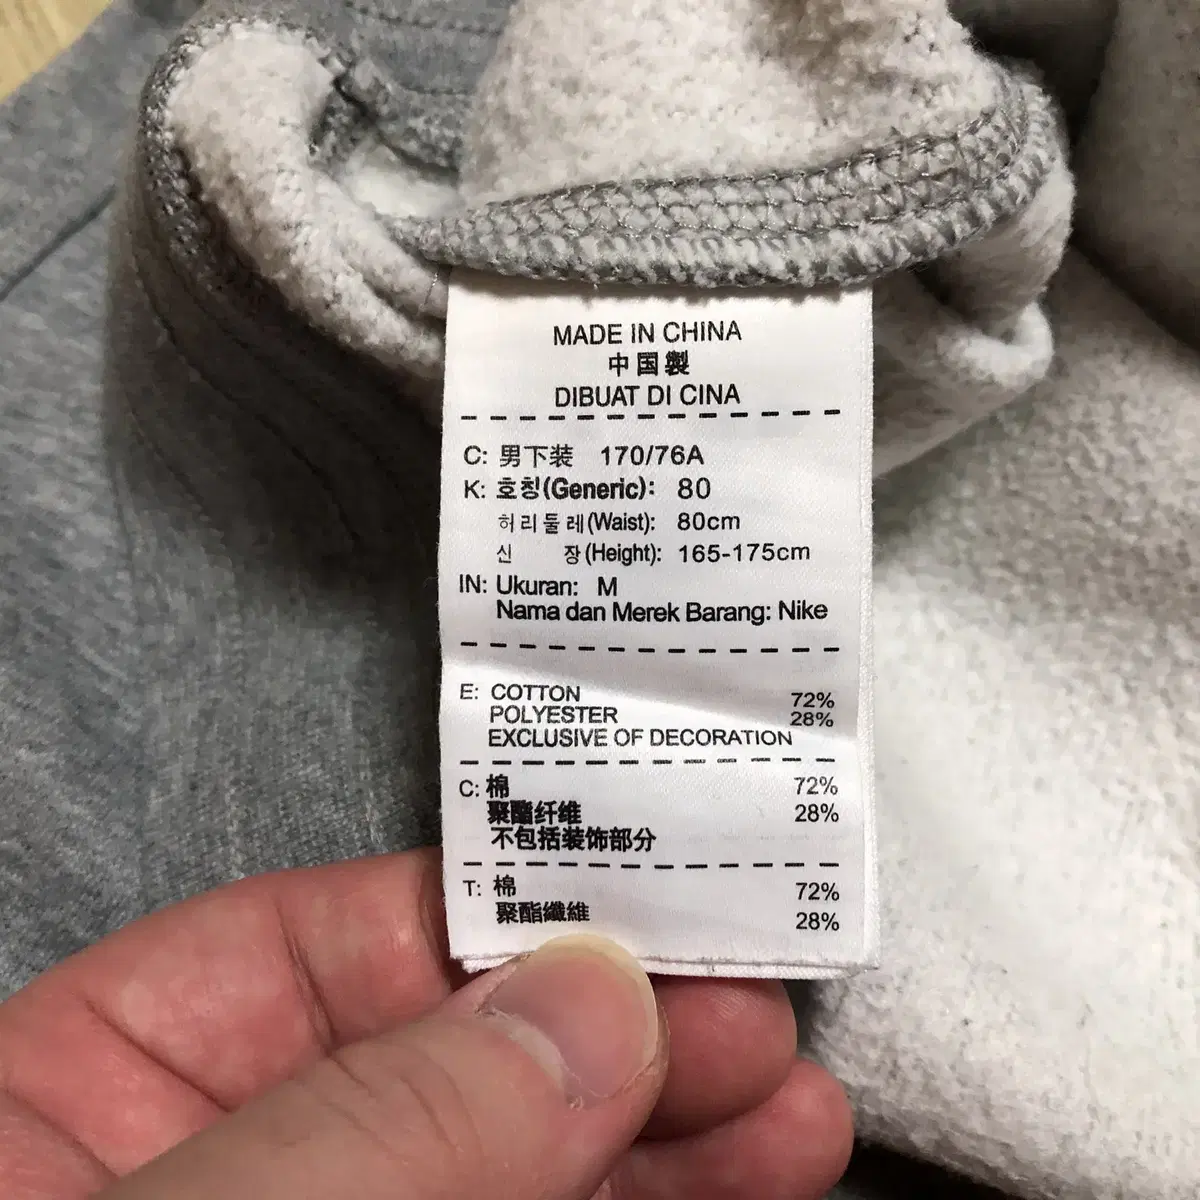 MADE IN CHINA
中国製
DIBUAT DI CINA
C: 男下装 170/76A
K: 호칭(Generic): 80
허리둘레(Waist): 80cm
신 장(Height): 165-175cm
IN: Ukuran: M
Nama dan Merek Barang: Nike
E: COTTON 72%
POLYESTER 28%
EXCLUSIVE OF DECORATION
C: 棉 72%
聚酯纤维 28%
不包括装饰部分
T: 棉 72%
聚酯纖維 28%